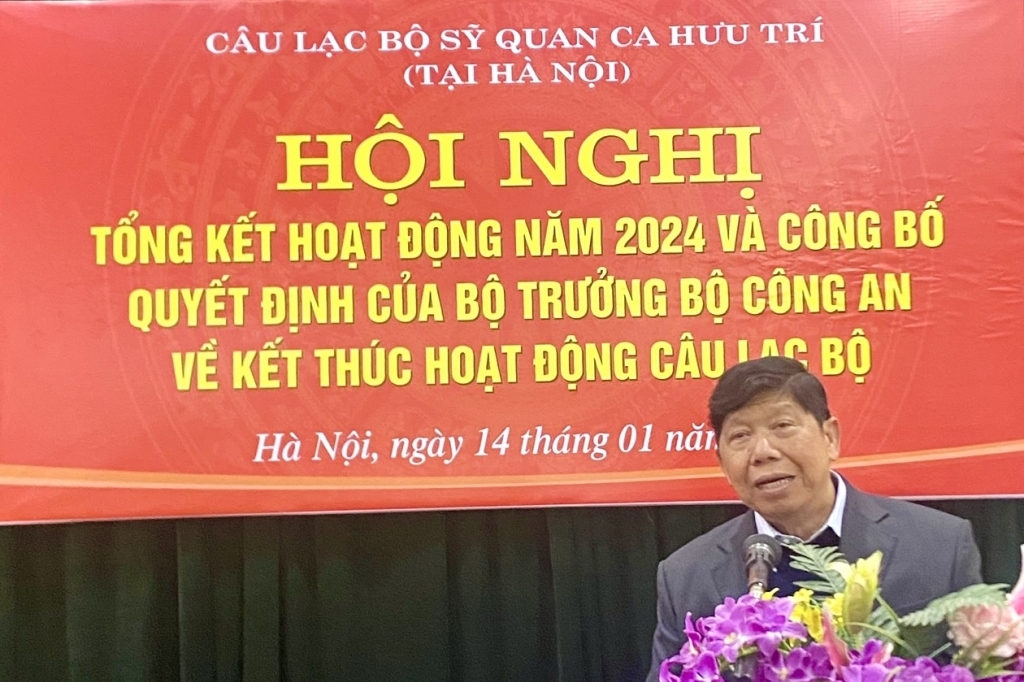 CÂU LẠC BỘ SỸ QUAN CA HƯU TRÍ
(TẠI HÀ NỘI)
HỘI NGHỊ
TỔNG KẾT HOẠT ĐỘNG NĂM 2024 VÀ CÔNG BỐ
QUYẾT ĐỊNH CỦA BỘ TRƯỞNG BỘ CÔNG AN
VỀ KẾT THÚC HOẠT ĐỘNG CÂU LẠC BỘ
Hà Nội, ngày 14 tháng 01 năm